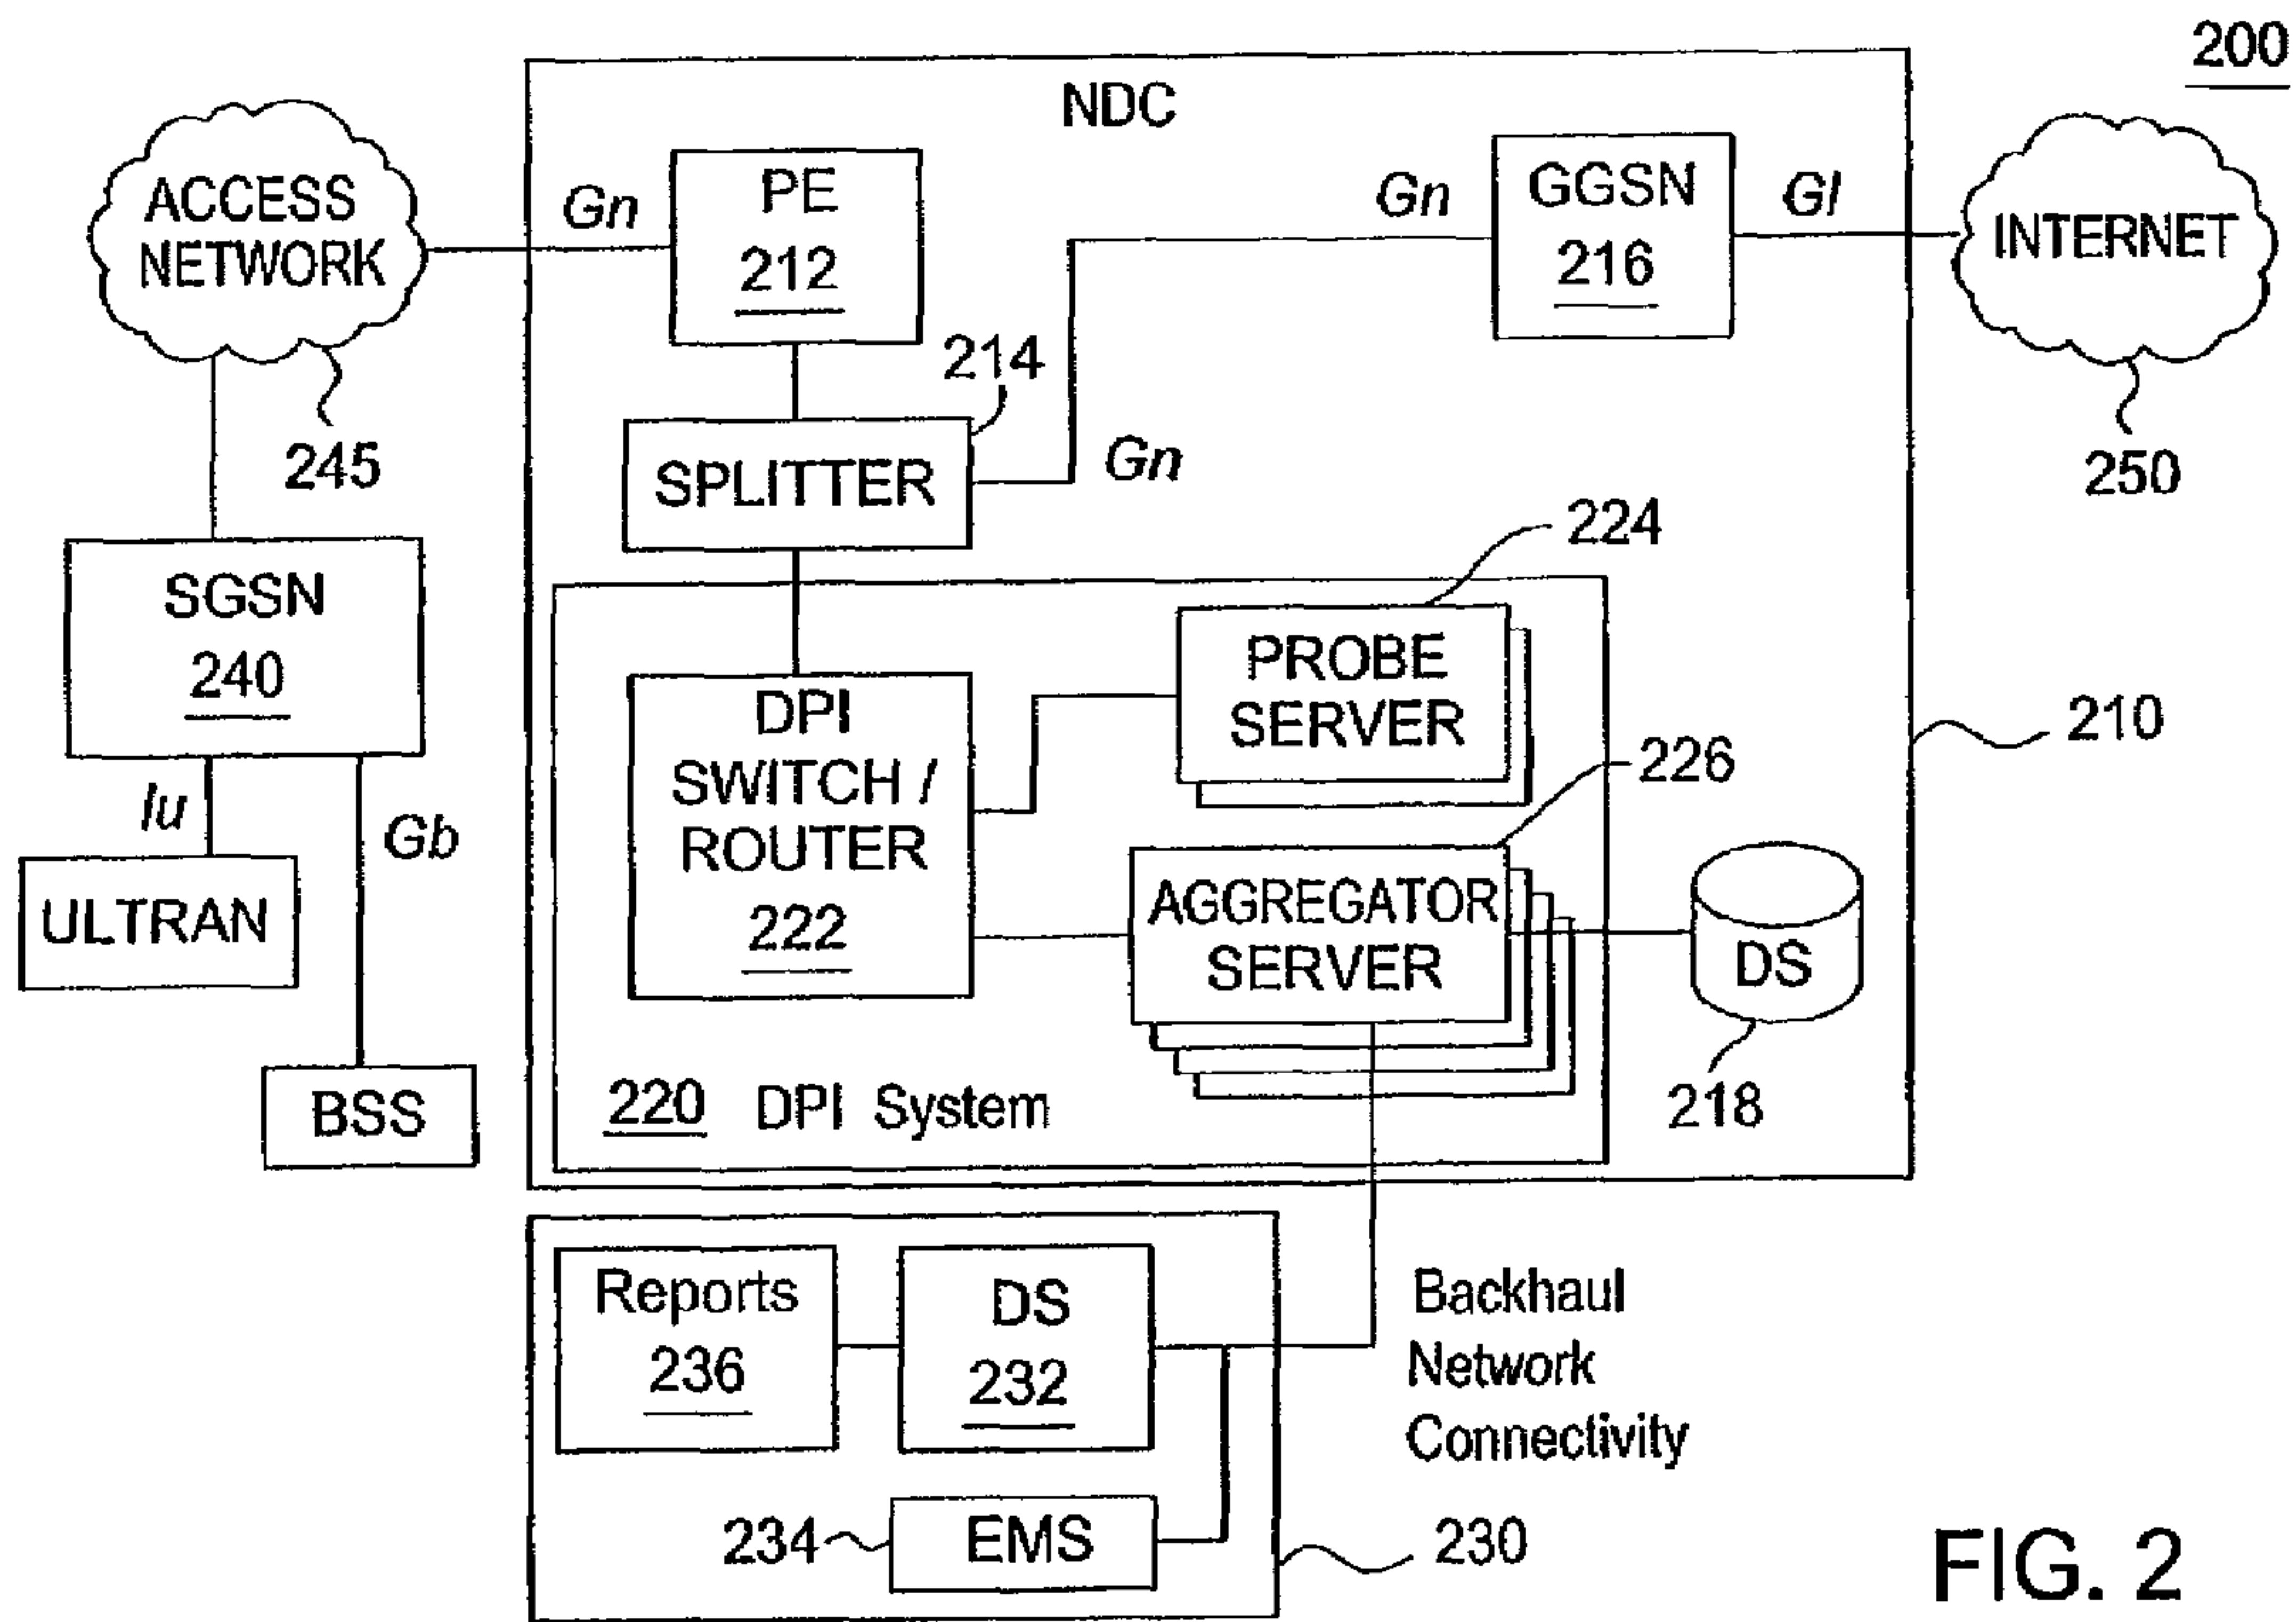 200
NDC
ACCESS
NETWORK
245
Gn
PE
212
Gn
GGSN
216
Gl
INTERNET
250
214
SPLITTER
Gn
SGSN
240
Iu
Gb
ULTRAN
BSS
224
PROBE
SERVER
DPI
SWITCH /
ROUTER
222
226
AGGREGATOR
SERVER
210
DS
218
220 DPI System
Reports
236
DS
232
Backhaul
Network
Connectivity
234
EMS
230
FIG. 2